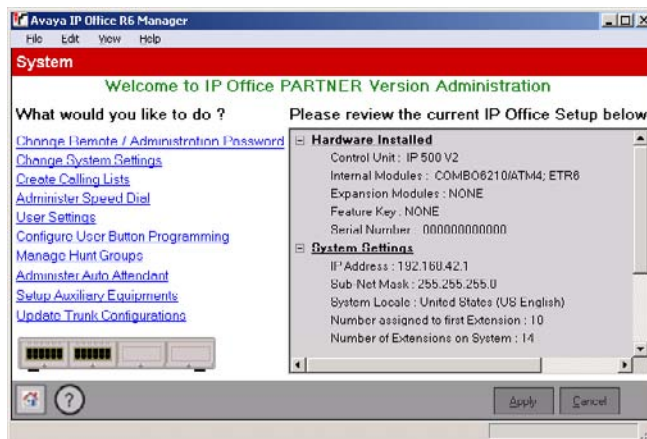 Avaya IP Office R6 Manager
File Edit View Help
System
Welcome to IP Office PARTNER Version Administration
What would you like to do ?
Change Remote / Administration Password
Change System Settings
Create Calling Lists
Administer Speed Dial
User Settings
Configure User Button Programming
Manage Hunt Groups
Administer Auto Attendant
Setup Auxiliary Equipments
Update Trunk Configurations
Please review the current IP Office Setup below
Hardware Installed
Control Unit : IP 500 V2
Internal Modules : COMBO6210/ATM4; ETR6
Expansion Modules : NONE
Feature Key : NONE
Serial Number : 000000000000
System Settings
IP Address : 192.168.42.1
Sub-Net Mask : 255.255.255.0
System Locale : United States (US English)
Number assigned to first Extension : 10
Number of Extensions on System : 14
Apply Cancel